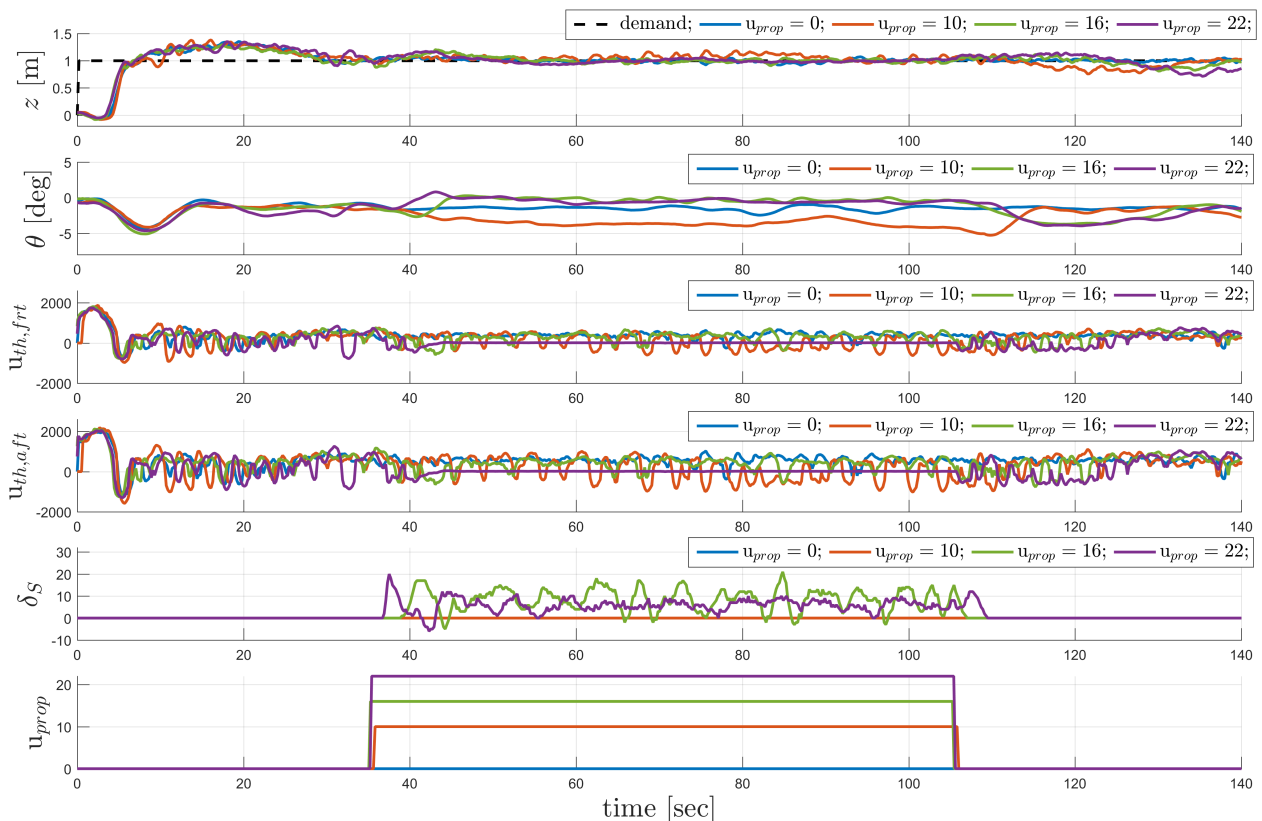 demand; u_prop = 0; u_prop = 10; u_prop = 16; u_prop = 22;
z [m]
1.5
1
0.5
0
0 20 40 60 80 100 120 140
u_prop = 0; u_prop = 10; u_prop = 16; u_prop = 22;
θ [deg]
5
0
-5
0 20 40 60 80 100 120 140
u_prop = 0; u_prop = 10; u_prop = 16; u_prop = 22;
u_th,frt
2000
0
-2000
0 20 40 60 80 100 120 140
u_prop = 0; u_prop = 10; u_prop = 16; u_prop = 22;
u_th,aft
2000
0
-2000
0 20 40 60 80 100 120 140
u_prop = 0; u_prop = 10; u_prop = 16; u_prop = 22;
δ_S
30
20
10
0
-10
0 20 40 60 80 100 120 140
u_prop
20
10
0
0 20 40 60 80 100 120 140
time [sec]